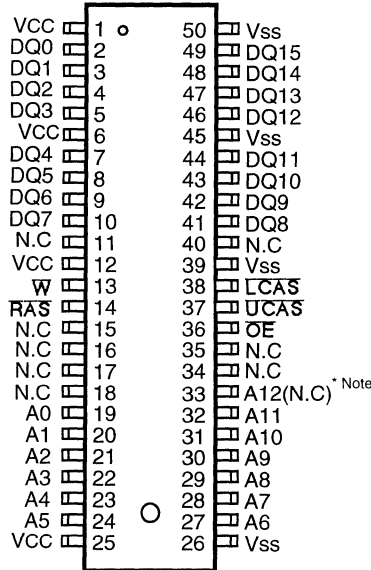 VCC 1 50 Vss
DQ0 2 49 DQ15
DQ1 3 48 DQ14
DQ2 4 47 DQ13
DQ3 5 46 DQ12
VCC 6 45 Vss
DQ4 7 44 DQ11
DQ5 8 43 DQ10
DQ6 9 42 DQ9
DQ7 10 41 DQ8
N.C 11 40 N.C
VCC 12 39 Vss
W̅ 13 38 L̅C̅A̅S̅
R̅A̅S̅ 14 37 U̅C̅A̅S̅
N.C 15 36 O̅E̅
N.C 16 35 N.C
N.C 17 34 N.C
N.C 18 33 A12(N.C)* Note
A0 19 32 A11
A1 20 31 A10
A2 21 30 A9
A3 22 29 A8
A4 23 28 A7
A5 24 27 A6
VCC 25 26 Vss